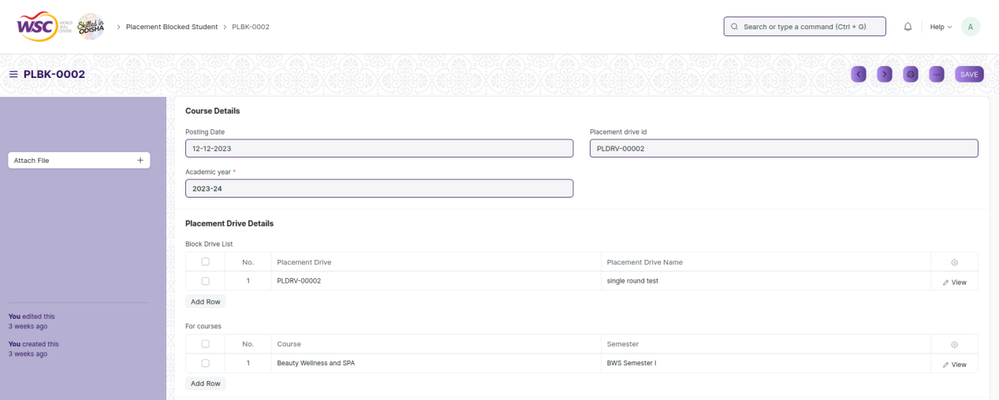 WSC WORLD SKILL CENTER Skilled in ODISHA > Placement Blocked Student > PLBK-0002 Search or type a command (Ctrl + G) Help A
PLBK-0002 < > ... SAVE
Course Details
Posting Date Placement drive id
12-12-2023 PLDRV-00002
Attach File +
Academic year *
2023-24
Placement Drive Details
Block Drive List
No. Placement Drive Placement Drive Name
1 PLDRV-00002 single round test View
Add Row
You edited this
3 weeks ago
For courses
You created this
3 weeks ago
No. Course Semester
1 Beauty Wellness and SPA BWS Semester I View
Add Row